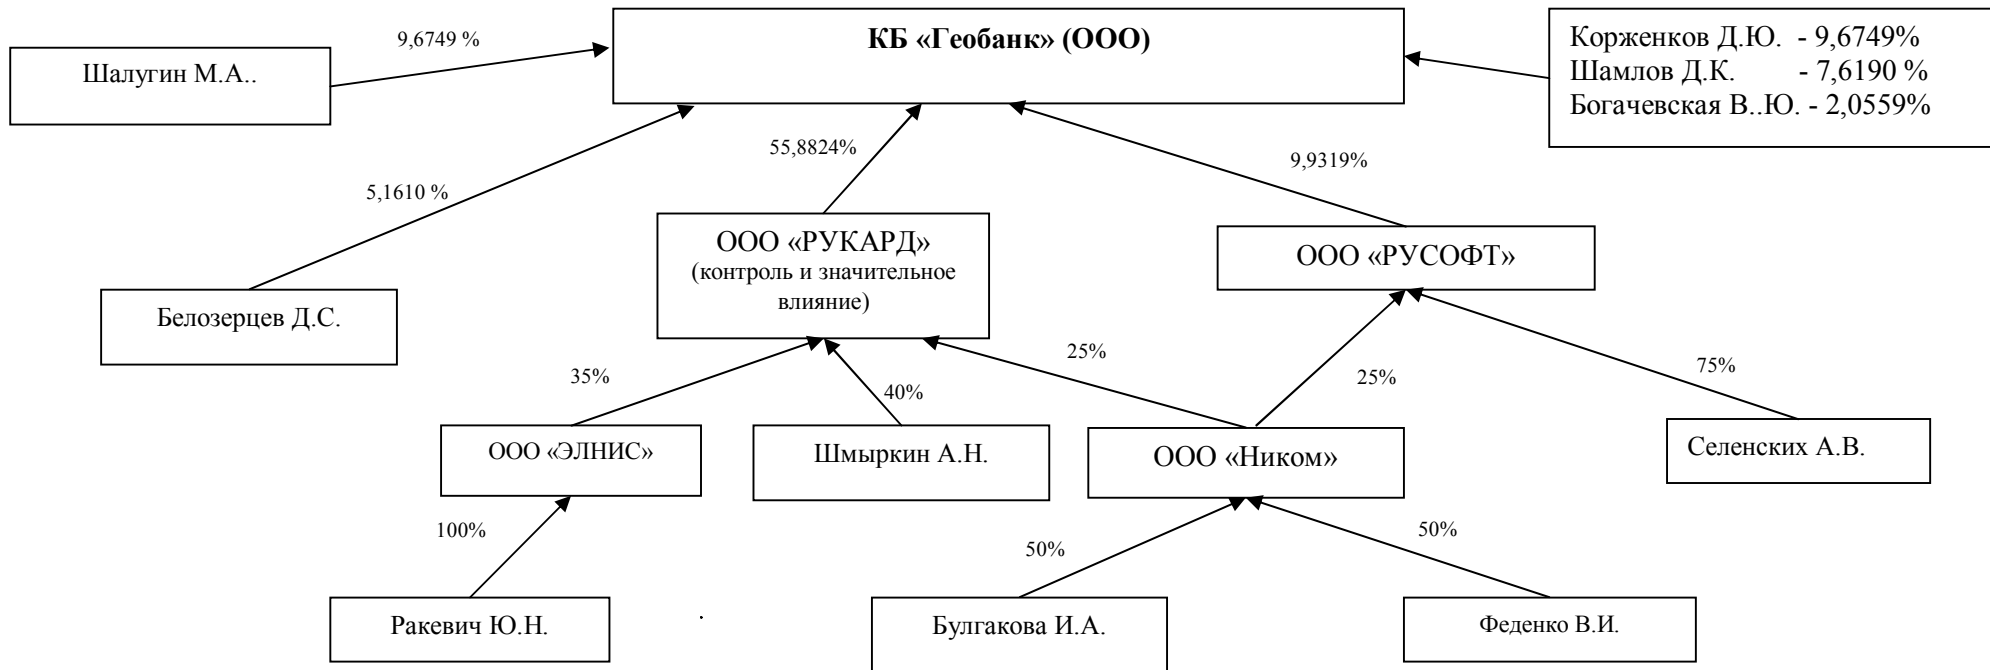 КБ «Геобанк» (ООО)
9,6749 %
Шалугин М.А..
Корженков Д.Ю. - 9,6749%
Шамлов Д.К. - 7,6190 %
Богачевская В..Ю. - 2,0559%
55,8824%
9,9319%
5,1610 %
ООО «РУКАРД»
(контроль и значительное
влияние)
ООО «РУСОФТ»
Белозерцев Д.С.
35%
40%
25%
25%
75%
ООО «ЭЛНИС»
Шмыркин А.Н.
ООО «Ником»
Селенских А.В.
100%
50%
50%
Ракевич Ю.Н.
.
Булгакова И.А.
Феденко В.И.